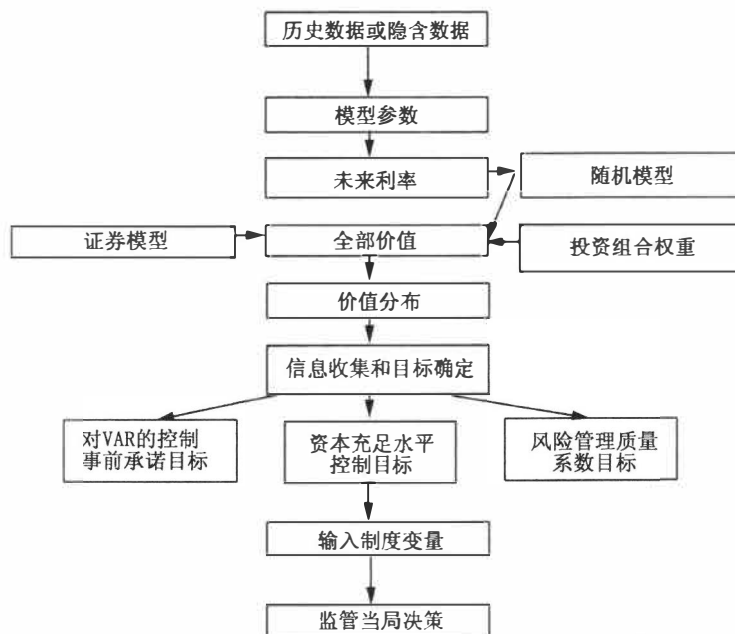 历史数据或隐含数据
模型参数
未来利率
随机模型
证券模型
全部价值
投资组合权重
价值分布
信息收集和目标确定
对VAR的控制
事前承诺目标
资本充足水平
控制目标
风险管理质量
系数目标
输入制度变量
监管当局决策